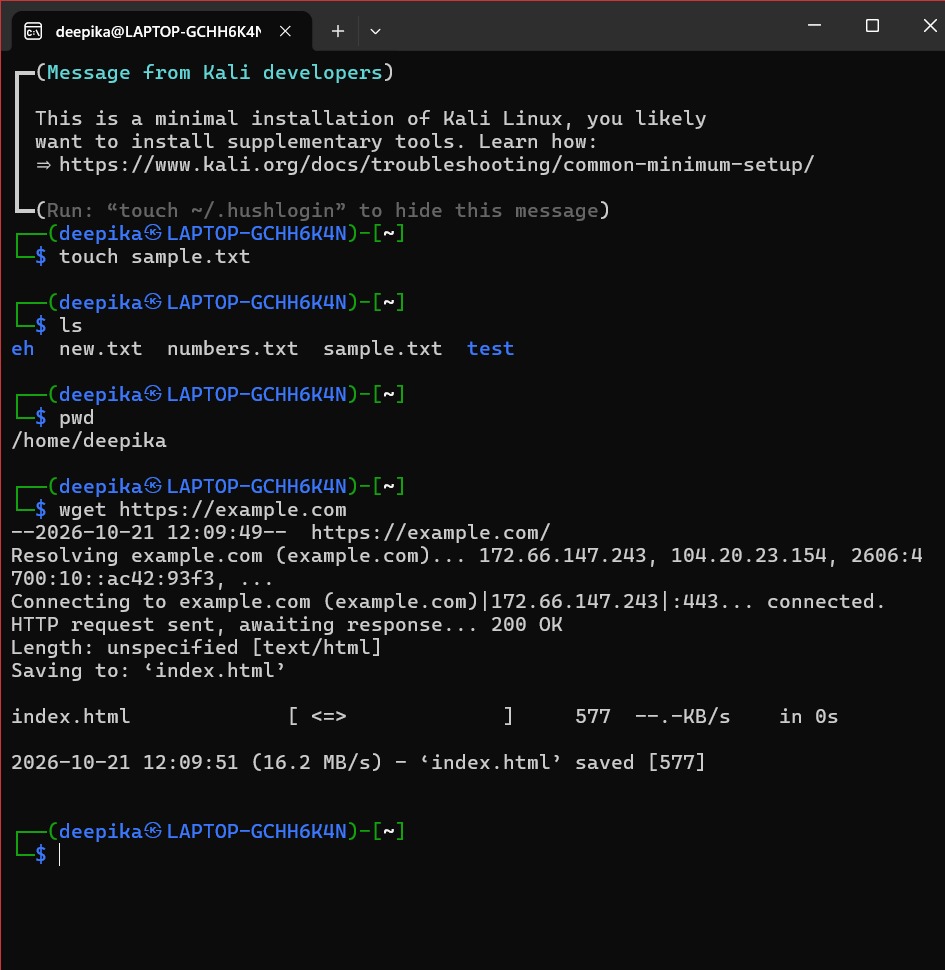 deepika@LAPTOP-GCHH6K4N
(Message from Kali developers)
This is a minimal installation of Kali Linux, you likely
want to install supplementary tools. Learn how:
⇒ https://www.kali.org/docs/troubleshooting/common-minimum-setup/
(Run: “touch ~/.hushlogin” to hide this message)
┌──(deepika㉿LAPTOP-GCHH6K4N)-[~]
└─$ touch sample.txt
┌──(deepika㉿LAPTOP-GCHH6K4N)-[~]
└─$ ls
eh  new.txt  numbers.txt  sample.txt  test
┌──(deepika㉿LAPTOP-GCHH6K4N)-[~]
└─$ pwd
/home/deepika
┌──(deepika㉿LAPTOP-GCHH6K4N)-[~]
└─$ wget https://example.com
--2026-10-21 12:09:49--  https://example.com/
Resolving example.com (example.com)... 172.66.147.243, 104.20.23.154, 2606:4
700:10::ac42:93f3, ...
Connecting to example.com (example.com)|172.66.147.243|:443... connected.
HTTP request sent, awaiting response... 200 OK
Length: unspecified [text/html]
Saving to: ‘index.html’
index.html             [ <=>             ]     577  --.-KB/s    in 0s
2026-10-21 12:09:51 (16.2 MB/s) - ‘index.html’ saved [577]
┌──(deepika㉿LAPTOP-GCHH6K4N)-[~]
└─$